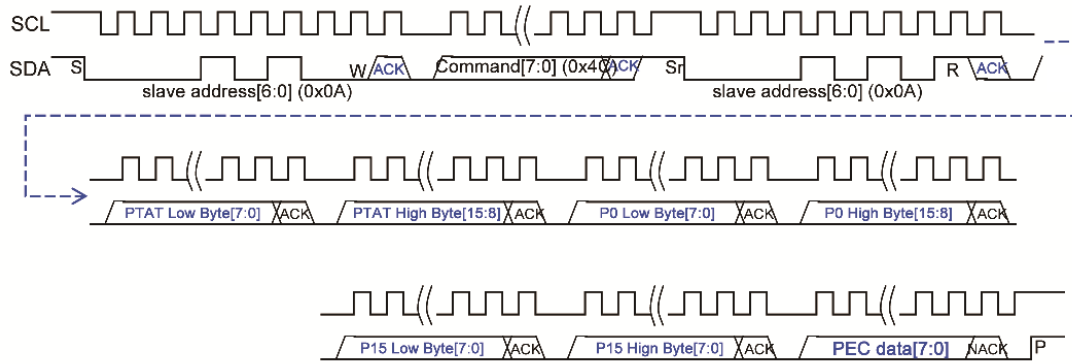 SCL
SDA S W ACK Command[7:0] (0x4C) ACK Sr R ACK
slave address[6:0] (0x0A) slave address[6:0] (0x0A)
PTAT Low Byte[7:0] ACK PTAT High Byte[15:8] ACK P0 Low Byte[7:0] ACK P0 High Byte[15:8] ACK
P15 Low Byte[7:0] ACK P15 High Byte[7:0] ACK PEC data[7:0] NACK P